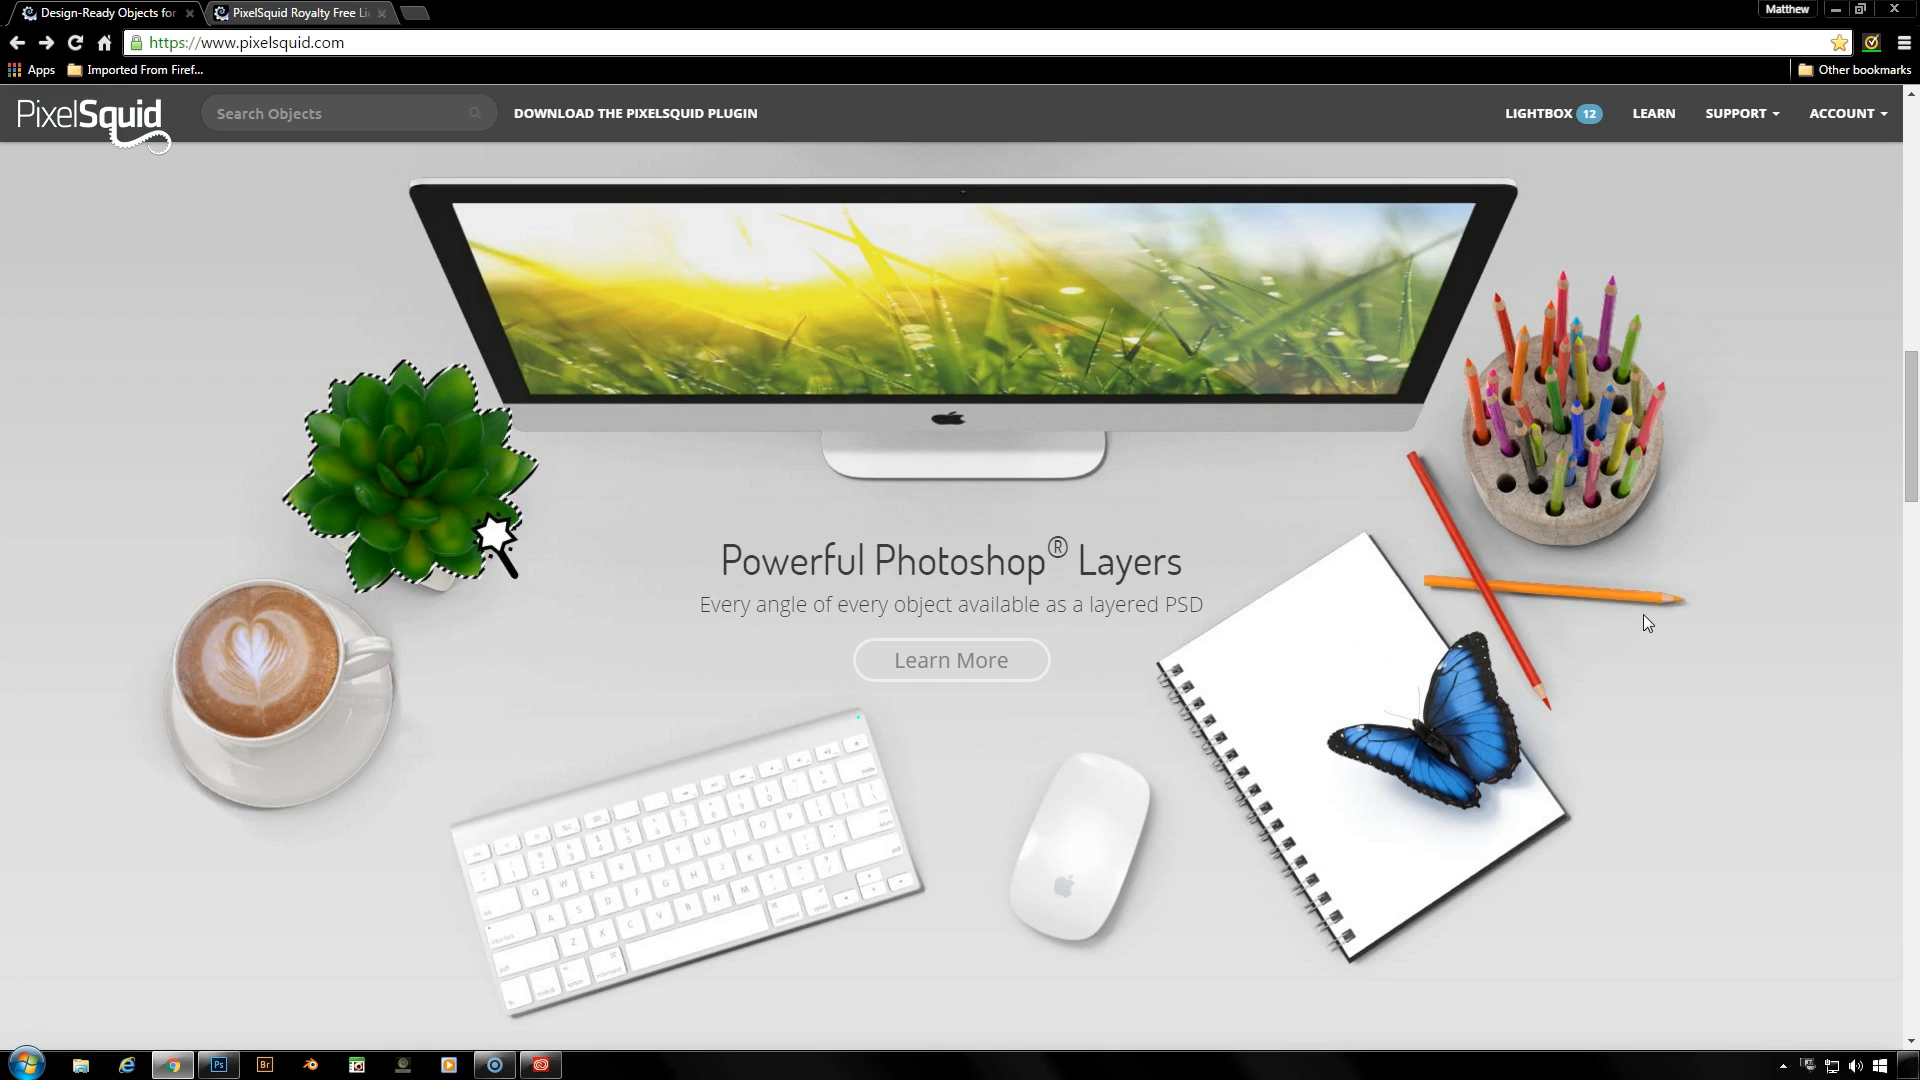 Design-Ready Objects for
PixelSquid Royalty Free Li
Matthew
https://www.pixelsquid.com
Apps
Imported From Firef...
Other bookmarks
PixelSquid
Search Objects
DOWNLOAD THE PIXELSQUID PLUGIN
LIGHTBOX 12
LEARN
SUPPORT
ACCOUNT
Powerful Photoshop® Layers
Every angle of every object available as a layered PSD
Learn More
Q W E R T Y U I O P
A S D F G H J K L
Z X C V B N M
Ps
Br